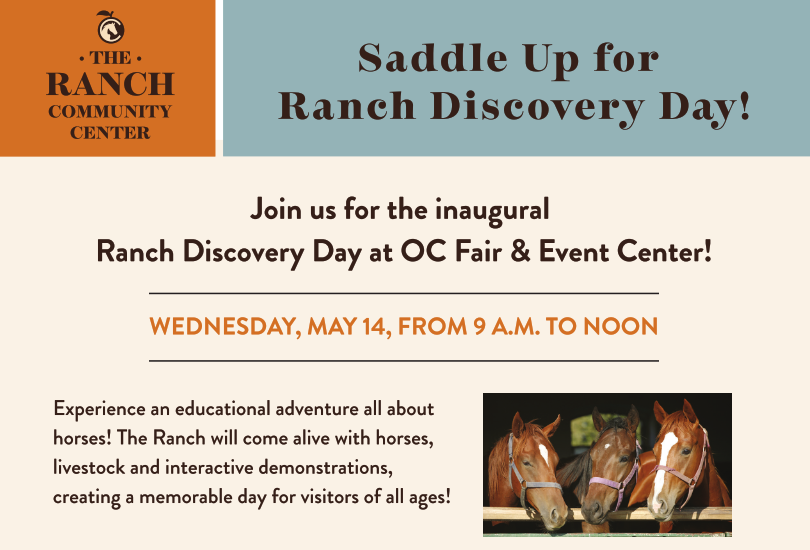 · THE ·
RANCH
COMMUNITY
CENTER
Saddle Up for
Ranch Discovery Day!
Join us for the inaugural
Ranch Discovery Day at OC Fair & Event Center!
WEDNESDAY, MAY 14, FROM 9 A.M. TO NOON
Experience an educational adventure all about
horses! The Ranch will come alive with horses,
livestock and interactive demonstrations,
creating a memorable day for visitors of all ages!